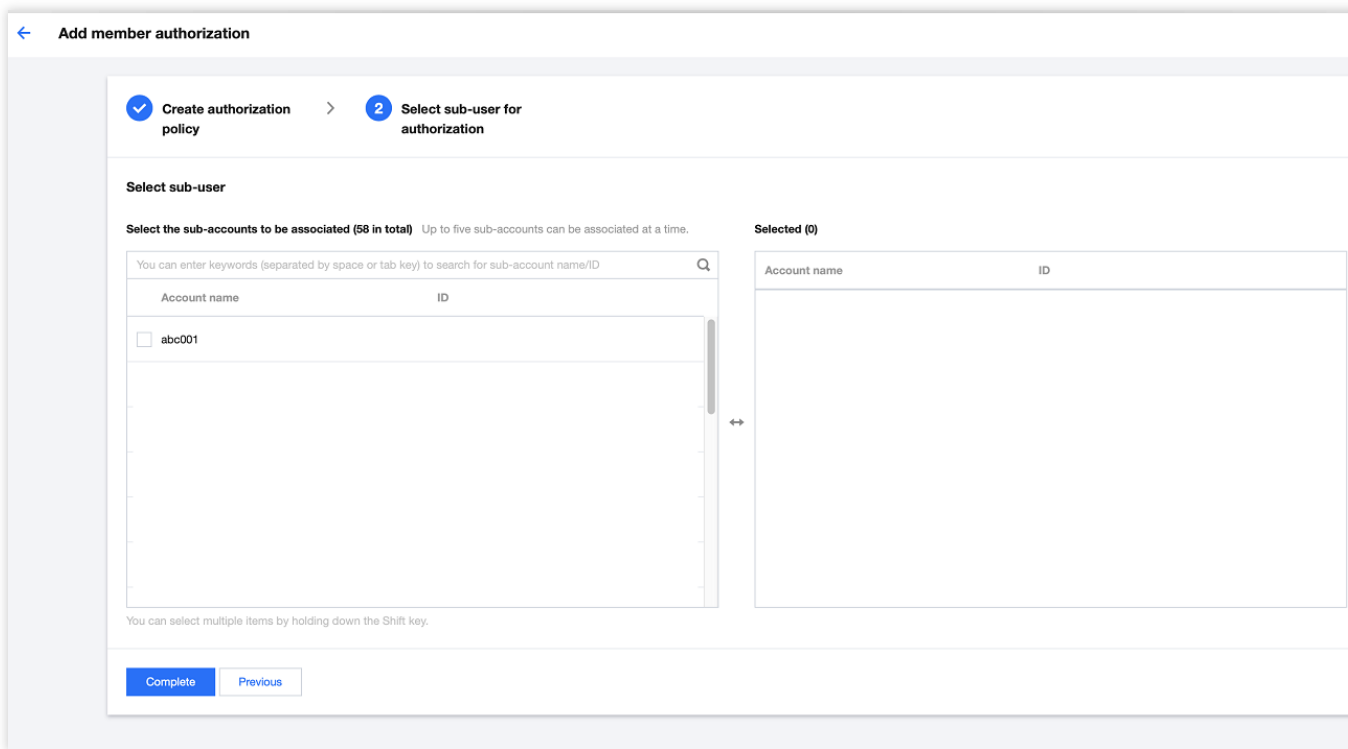 Add member authorization
Create authorization
policy
2
Select sub-user for
authorization
Select sub-user
Select the sub-accounts to be associated (58 in total) Up to five sub-accounts can be associated at a time.
Selected (0)
You can enter keywords (separated by space or tab key) to search for sub-account name/ID
Account name ID
Account name ID
abc001
You can select multiple items by holding down the Shift key.
Complete Previous